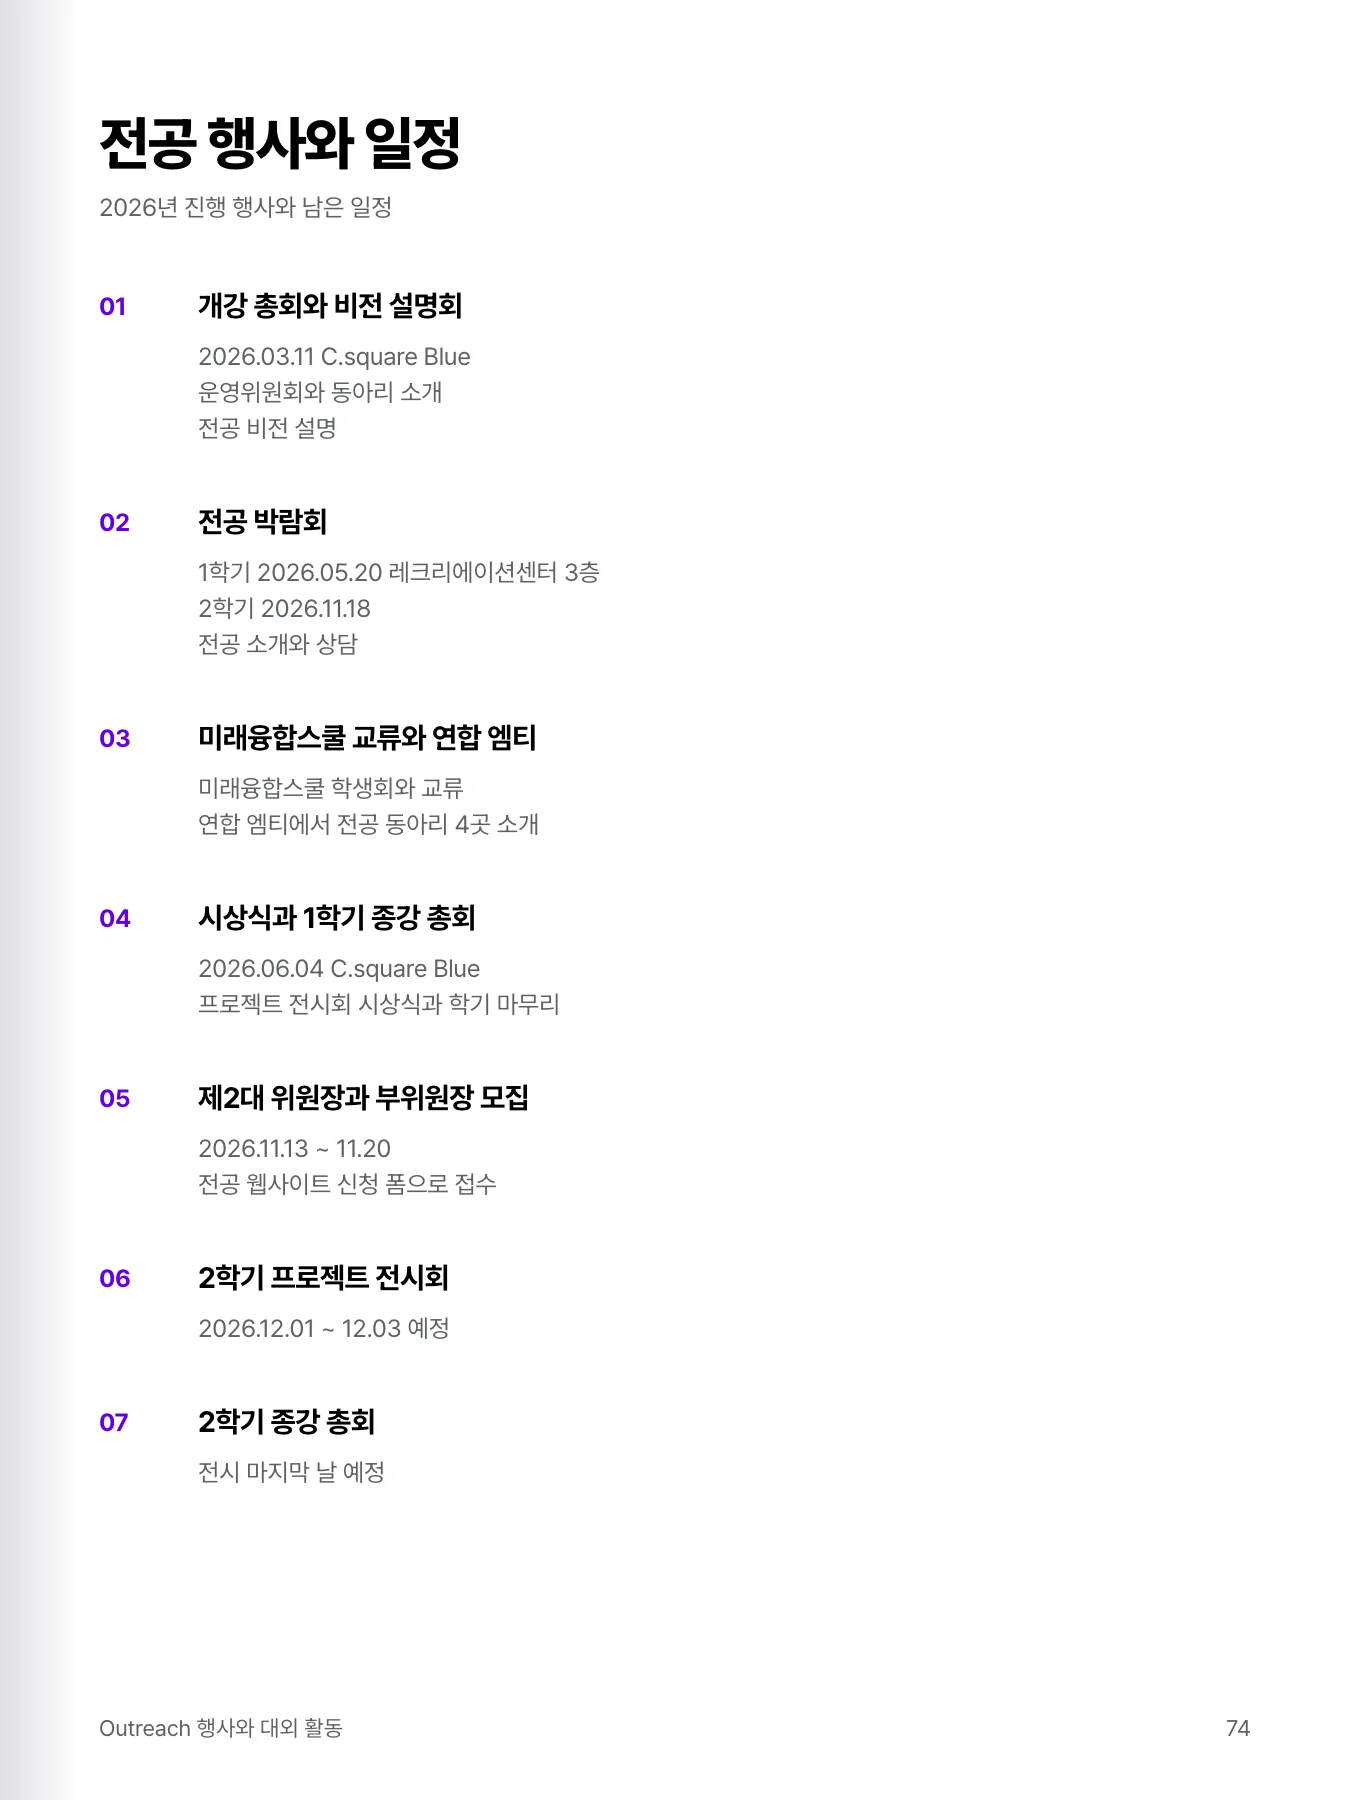 전공 행사와 일정
2026년 진행 행사와 남은 일정
01 개강 총회와 비전 설명회
2026.03.11 C.square Blue
운영위원회와 동아리 소개
전공 비전 설명
02 전공 박람회
1학기 2026.05.20 레크리에이션센터 3층
2학기 2026.11.18
전공 소개와 상담
03 미래융합스쿨 교류와 연합 엠티
미래융합스쿨 학생회와 교류
연합 엠티에서 전공 동아리 4곳 소개
04 시상식과 1학기 종강 총회
2026.06.04 C.square Blue
프로젝트 전시회 시상식과 학기 마무리
05 제2대 위원장과 부위원장 모집
2026.11.13 ~ 11.20
전공 웹사이트 신청 폼으로 접수
06 2학기 프로젝트 전시회
2026.12.01 ~ 12.03 예정
07 2학기 종강 총회
전시 마지막 날 예정
Outreach 행사와 대외 활동 74